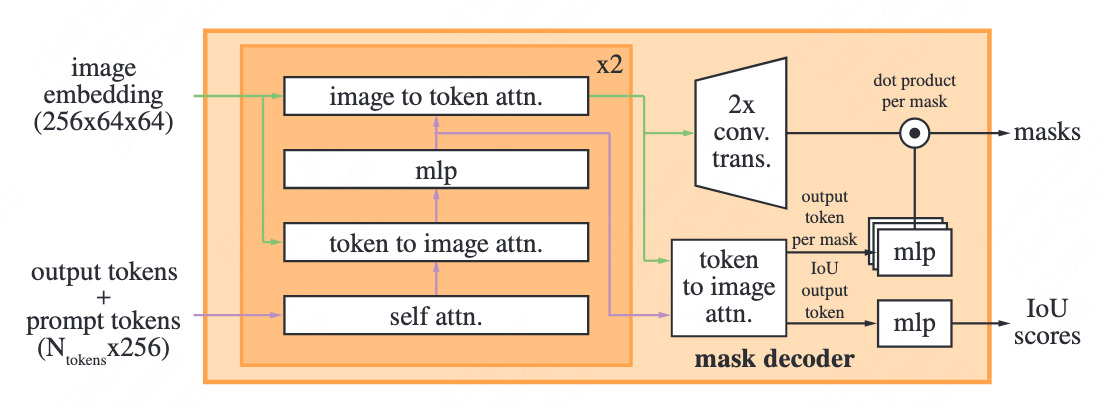 image
embedding
(256x64x64)
output tokens
+
prompt tokens
(N_tokens x256)
x2
image to token attn.
mlp
token to image attn.
self attn.
2x
conv.
trans.
token
to image
attn.
mask decoder
dot product
per mask
output
token
per mask
IoU
output
token
mlp
mlp
masks
IoU
scores